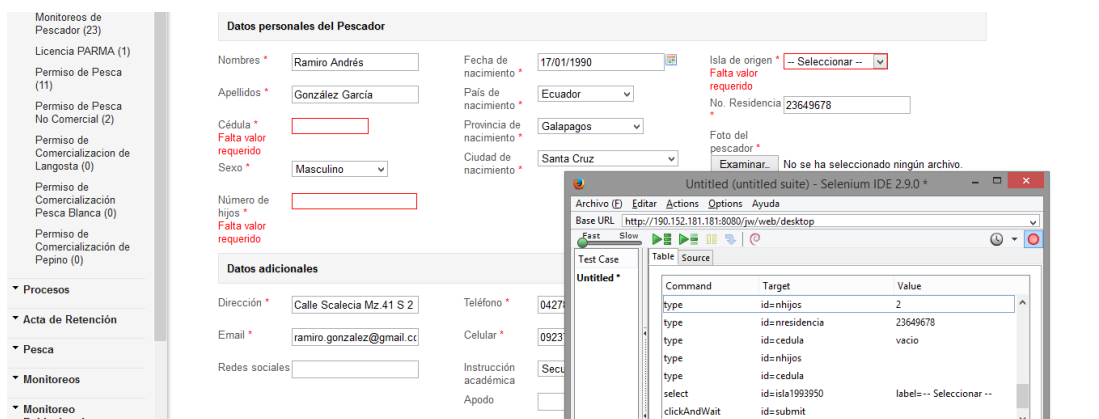 Monitoreos de
Pescador (23)
Licencia PARMA (1)
Permiso de Pesca
(11)
Permiso de Pesca
No Comercial (2)
Permiso de
Comercializacion de
Langosta (0)
Permiso de
Comercialización
Pesca Blanca (0)
Permiso de
Comercialización de
Pepino (0)
Procesos
Acta de Retención
Pesca
Monitoreos
Monitoreo
Datos personales del Pescador
Nombres *
Ramiro Andrés
Apellidos *
González García
Cédula *
Falta valor
requerido
Sexo *
Masculino
Número de
hijos *
Falta valor
requerido
Fecha de
nacimiento *
17/01/1990
País de
nacimiento *
Ecuador
Provincia de
nacimiento *
Galapagos
Ciudad de
nacimiento *
Santa Cruz
Isla de origen *
-- Seleccionar --
Falta valor
requerido
No. Residencia
*
23649678
Foto del
pescador *
Examinar_ No se ha seleccionado ningún archivo.
Datos adicionales
Dirección *
Calle Scalecia Mz.41 S 2
Email *
ramiro.gonzalez@gmail.cc
Redes sociales
Teléfono *
0427
Celular *
0923
Instrucción
académica
Secu
Apodo
Untitled (untitled suite) - Selenium IDE 2.9.0 *
Archivo (F) Editar Actions Options Ayuda
Base URL http://190.152.181.181:8080/jw/web/desktop
Fast Slow
Test Case
Untitled *
Table Source
Command Target Value
type id=nhijos 2
type id=nresidencia 23649678
type id=cedula vacio
type id=nhijos
type id=cedula
select id=isla1993950 label=-- Seleccionar --
clickAndWait id=submit